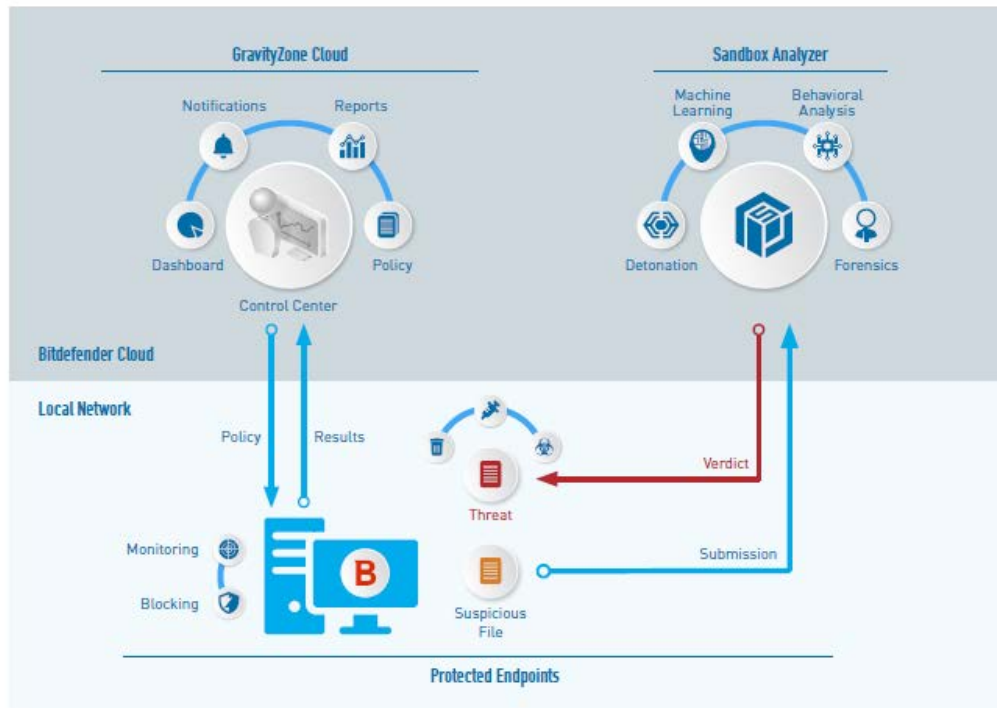 GravityZone Cloud
Sandbox Analyzer
Notifications
Reports
Machine
Learning
Behavioral
Analysis
Dashboard
Policy
Detonation
Forensics
Control Center
Bitdefender Cloud
Local Network
Policy
Results
Verdict
Threat
Monitoring
B
Submission
Blocking
Suspicious
File
Protected Endpoints